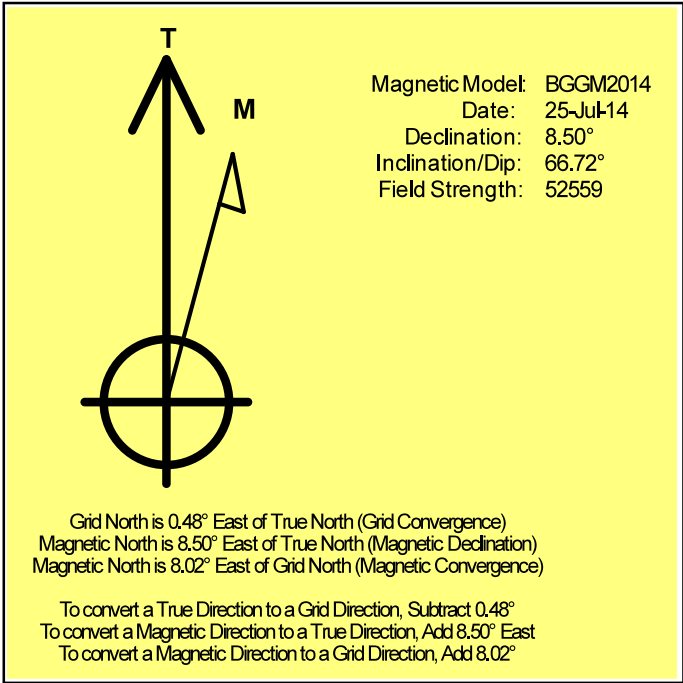 T
M
Magnetic Model: BGGM2014
Date: 25-Jul-14
Declination: 8.50°
Inclination/Dip: 66.72°
Field Strength: 52559
Grid North is 0.48° East of True North (Grid Convergence)
Magnetic North is 8.50° East of True North (Magnetic Declination)
Magnetic North is 8.02° East of Grid North (Magnetic Convergence)
To convert a True Direction to a Grid Direction, Subtract 0.48°
To convert a Magnetic Direction to a True Direction, Add 8.50° East
To convert a Magnetic Direction to a Grid Direction, Add 8.02°